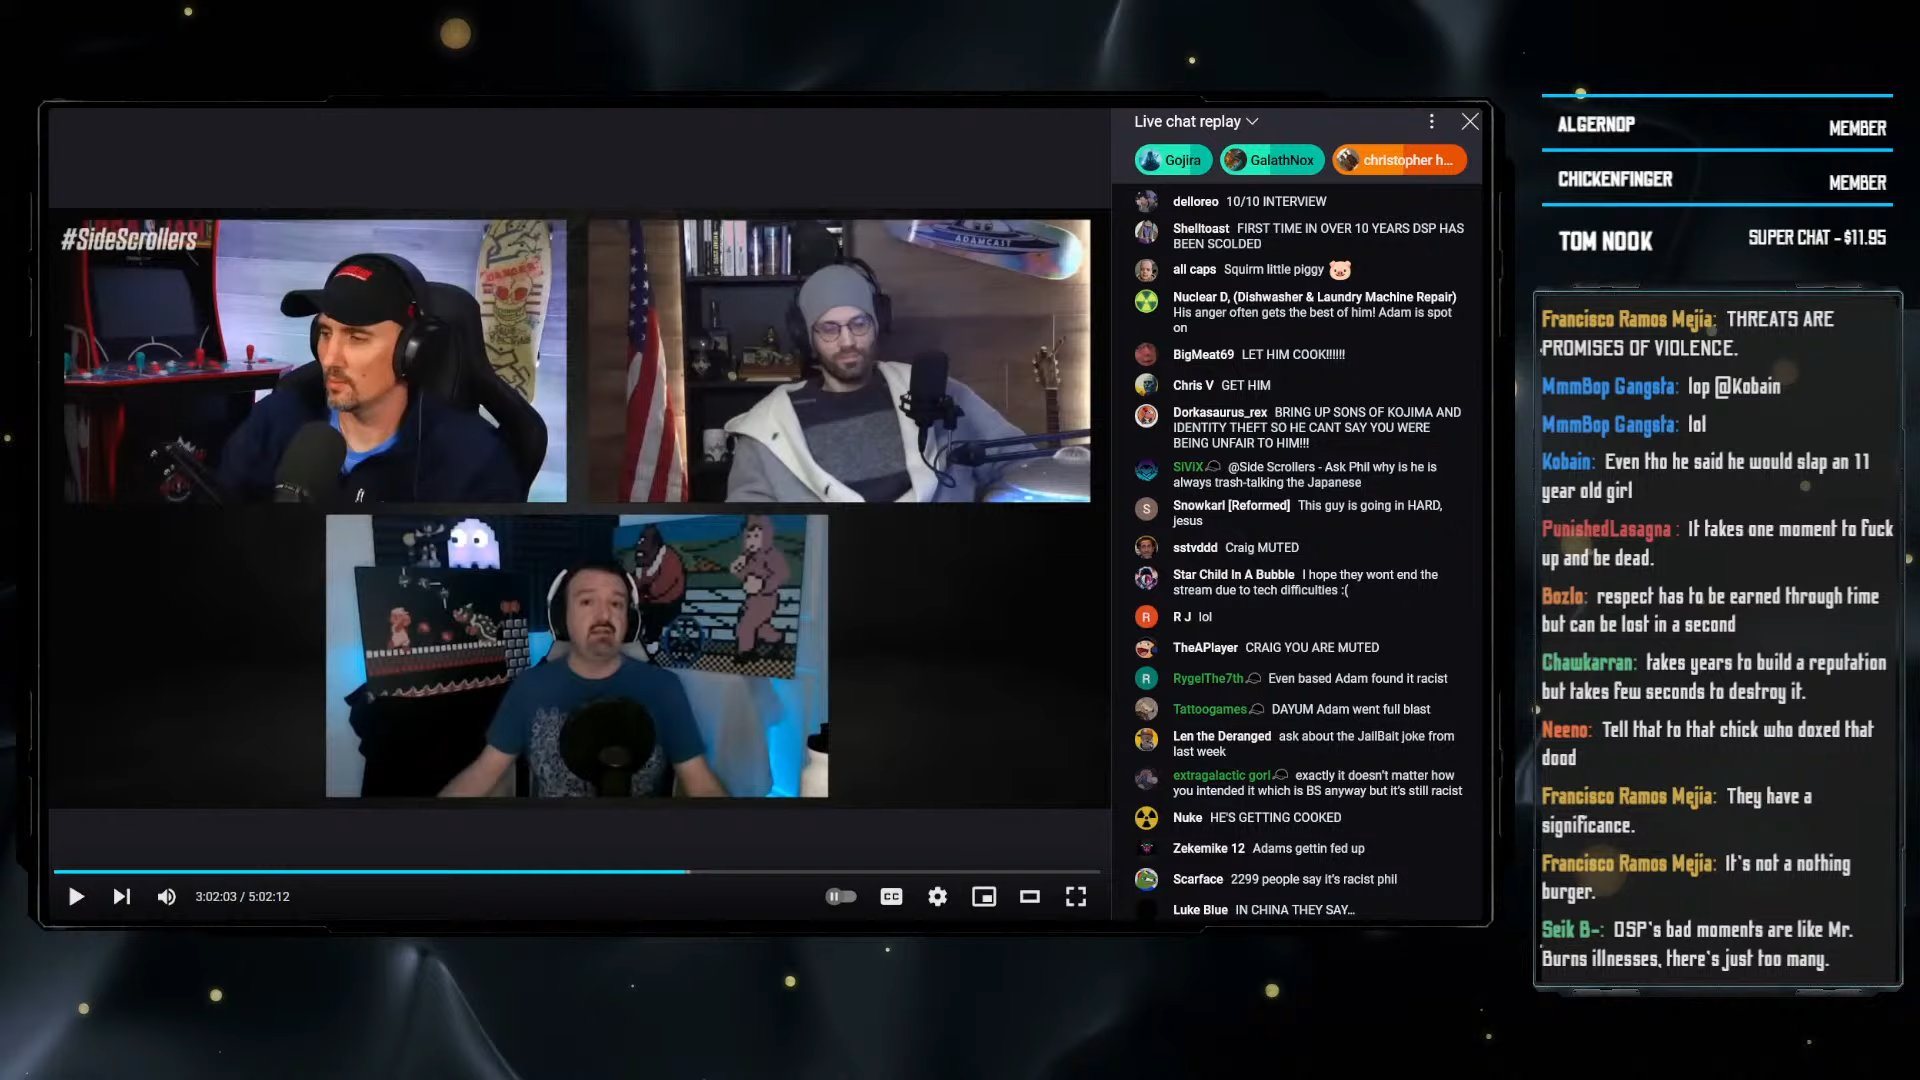 #SideScrollers
ADAMCAST
3:02:03 / 5:02:12
CC
Live chat replay
Gojira
GalathNox
christopher h...
delloreo 10/10 INTERVIEW
Shelltoast FIRST TIME IN OVER 10 YEARS DSP HAS
BEEN SCOLDED
all caps Squirm little piggy 🐷
Nuclear D, (Dishwasher & Laundry Machine Repair)
His anger often gets the best of him! Adam is spot
on
BigMeat69 LET HIM COOK!!!!!!
Chris V GET HIM
Dorkasaurus_rex BRING UP SONS OF KOJIMA AND
IDENTITY THEFT SO HE CANT SAY YOU WERE
BEING UNFAIR TO HIM!!!
SiViX @Side Scrollers - Ask Phil why is he is
always trash-talking the Japanese
S
Snowkarl [Reformed] This guy is going in HARD,
jesus
sstvddd Craig MUTED
Star Child In A Bubble I hope they wont end the
stream due to tech difficulties :(
R
R J lol
TheAPlayer CRAIG YOU ARE MUTED
R
RygelThe7th Even based Adam found it racist
Tattoogames DAYUM Adam went full blast
Len the Deranged ask about the JailBait joke from
last week
extragalactic gorl exactly it doesn't matter how
you intended it which is BS anyway but it's still racist
Nuke HE'S GETTING COOKED
Zekemike 12 Adams gettin fed up
Scarface 2299 people say it's racist phil
Luke Blue IN CHINA THEY SAY...
ALGERNOP MEMBER
CHICKENFINGER MEMBER
TOM NOOK SUPER CHAT - $11.95
Francisco Ramos Mejia: THREATS ARE
PROMISES OF VIOLENCE.
MmmBop Gangsta: lop @Kobain
MmmBop Gangsta: lol
Kobain: Even tho he said he would slap an 11
year old girl
PunishedLasagna : It takes one moment to fuck
up and be dead.
Bozlo: respect has to be earned through time
but can be lost in a second
Chawkarran: takes years to build a reputation
but takes few seconds to destroy it.
Neeno: Tell that to that chick who doxed that
dood
Francisco Ramos Mejia: They have a
significance.
Francisco Ramos Mejia: It's not a nothing
burger.
Seik B-: DSP's bad moments are like Mr.
Burns illnesses, there's just too many.